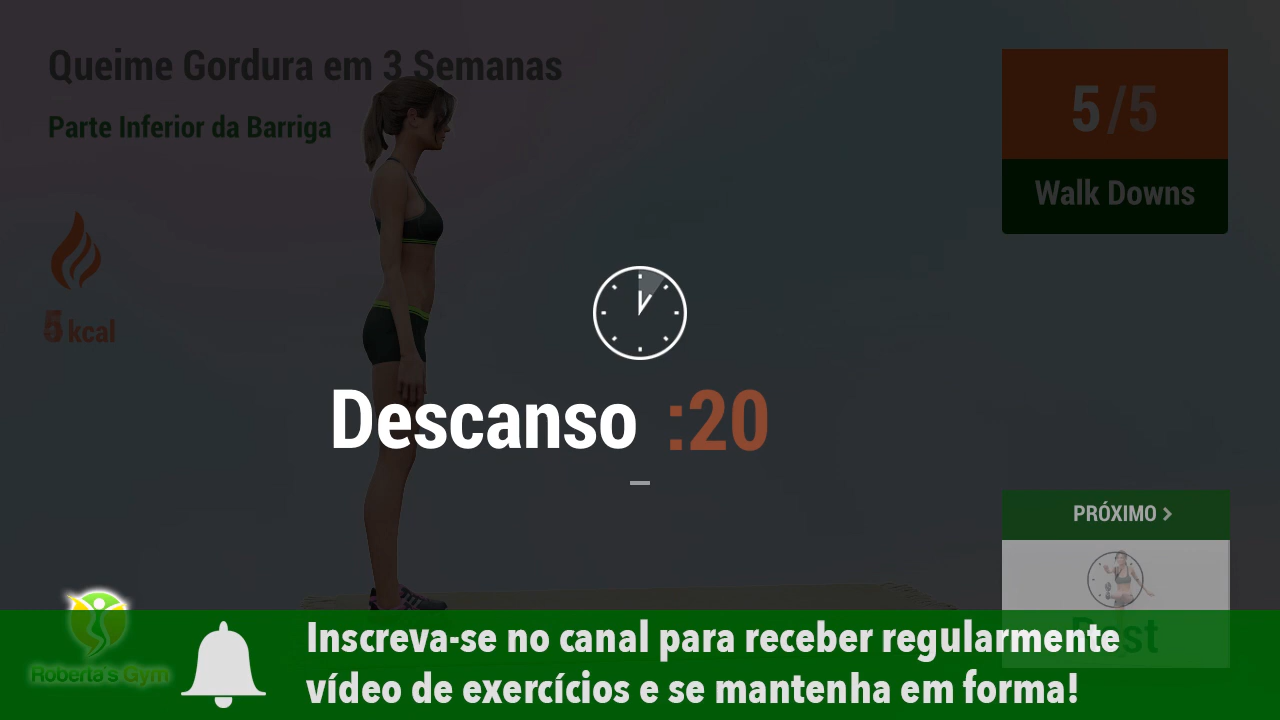 Queime Gordura em 3 Semanas
Parte Inferior da Barriga
5/5
Walk Downs
5 kcal
Descanso :20
PRÓXIMO >
Rest
Roberta's Gym
Inscreva-se no canal para receber regularmente
vídeo de exercícios e se mantenha em forma!